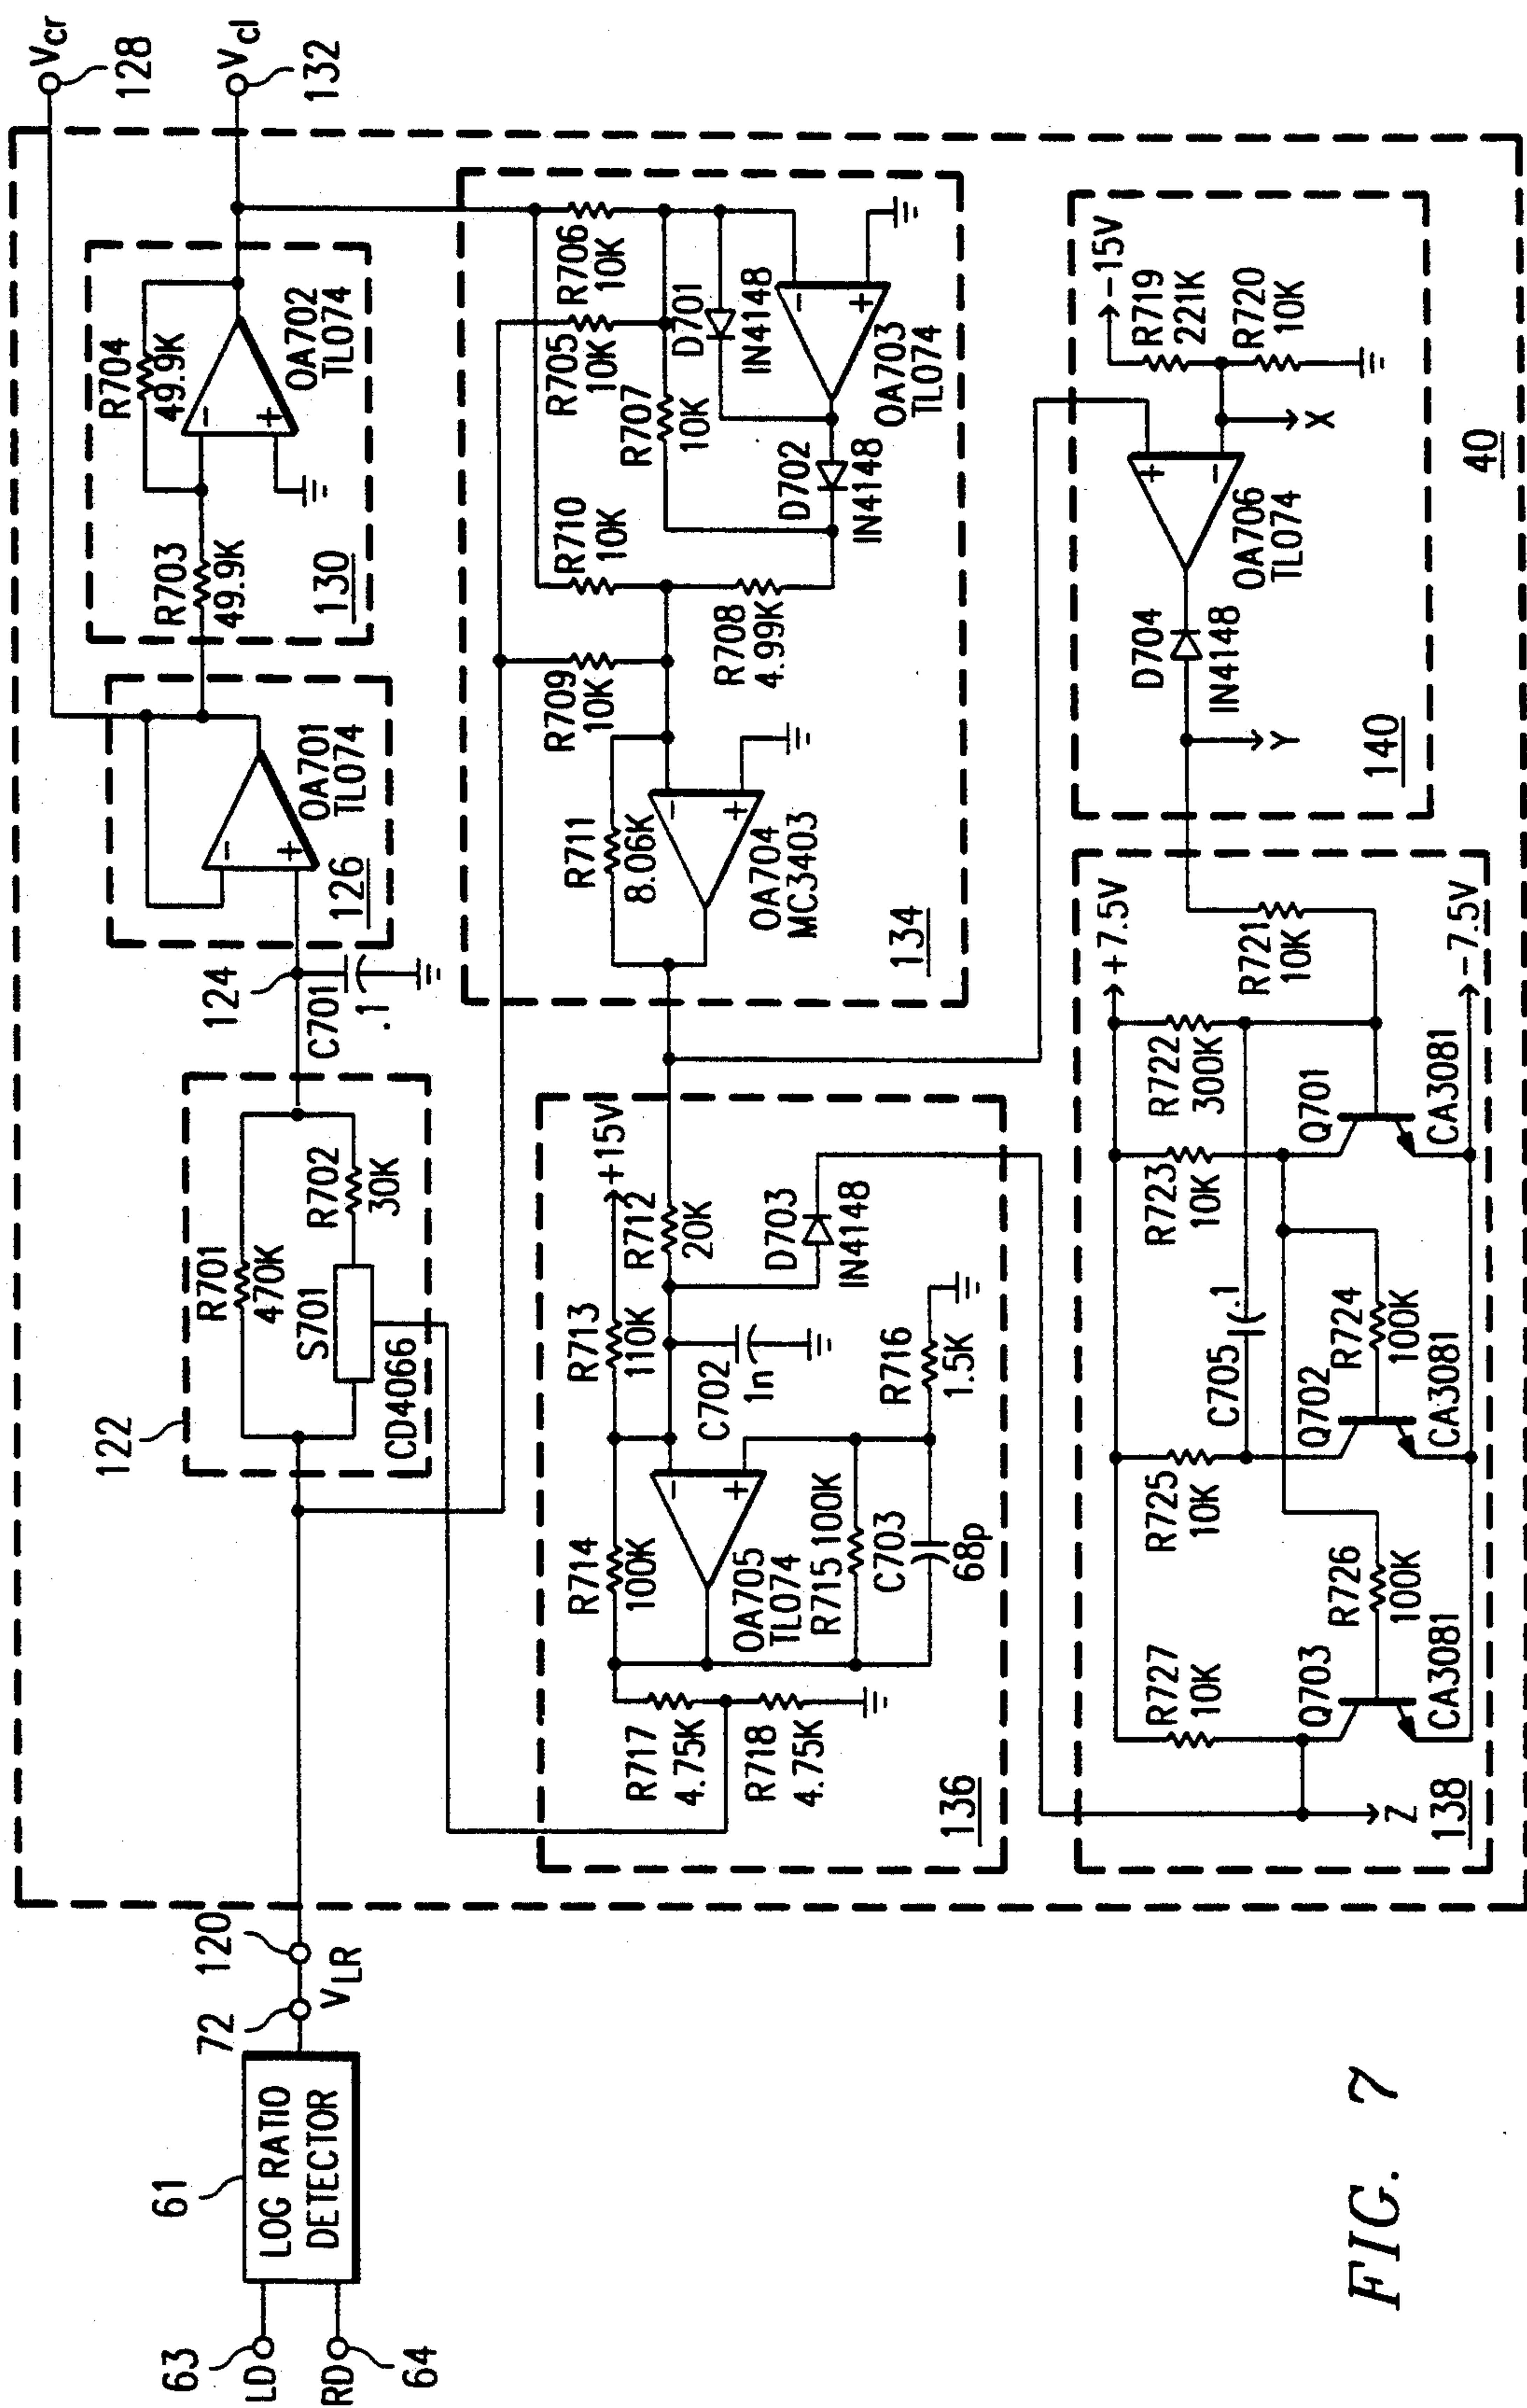 63
LD
RD
64
61
LOG RATIO
DETECTOR
72
120
V_LR
122
R701
470K
S701
R702
30K
CD4066
124
C701
.1
126
OA701
TL074
R703
49.9K
130
R704
49.9K
OA702
TL074
Vcr
128
Vcl
132
R714
100K
R713
110K
+15V
R712
20K
C702
1n
D703
IN4148
OA705
TL074
R715 100K
C703
68p
R716
1.5K
R717
4.75K
R718
4.75K
136
R711
8.06K
OA704
MC3403
134
R709
10K
R710
10K
R708
4.99K
R707
10K
R705
10K
R706
10K
D701
IN4148
D702
IN4148
OA703
TL074
R727
10K
R725
10K
R723
10K
R722
300K
+7.5V
R721
10K
C705
.1
Q703
R726
100K
Q702
R724
100K
Q701
CA3081
CA3081
CA3081
-7.5V
Z
138
D704
IN4148
Y
140
OA706
TL074
X
-15V
R719
221K
R720
10K
40
- + - + - + - + - + + -
FIG. 7